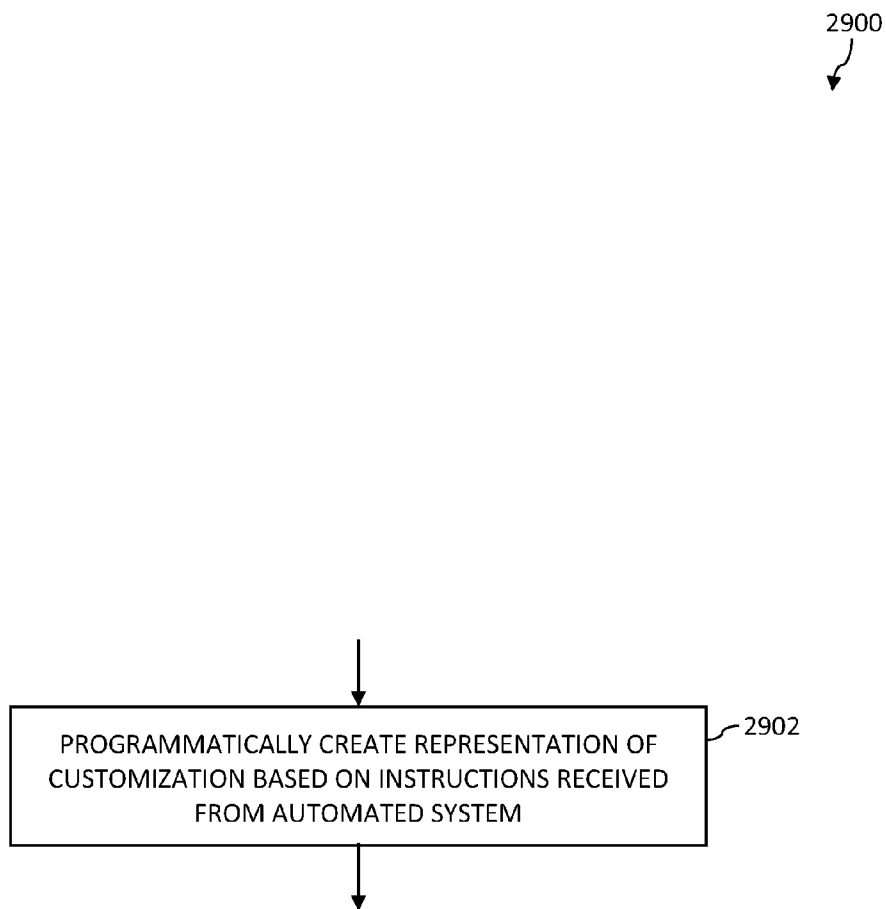 2900
PROGRAMMATICALLY CREATE REPRESENTATION OF
CUSTOMIZATION BASED ON INSTRUCTIONS RECEIVED
FROM AUTOMATED SYSTEM
2902